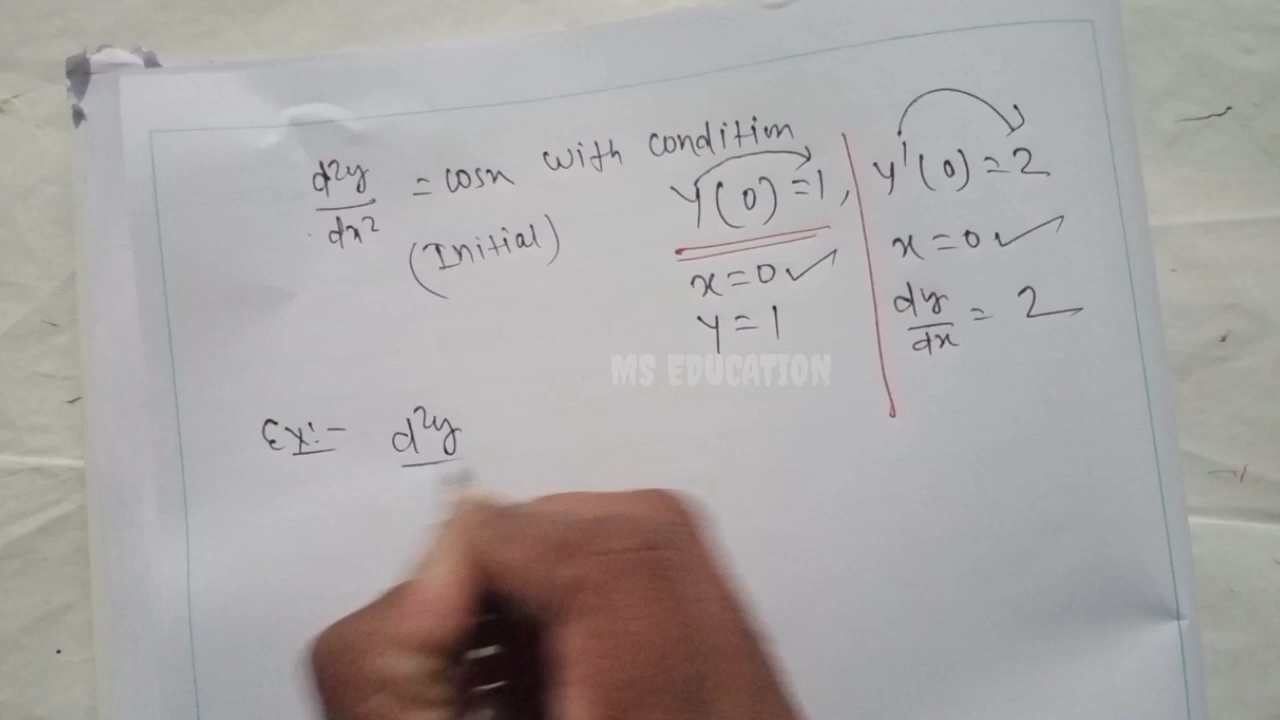 d²y/dx² = cosx with condition
(Initial)
y(0)=1, y'(0)=2
x=0✓ x=0✓
y=1 dy/dx = 2
MS EDUCATION
Ex:- d²y